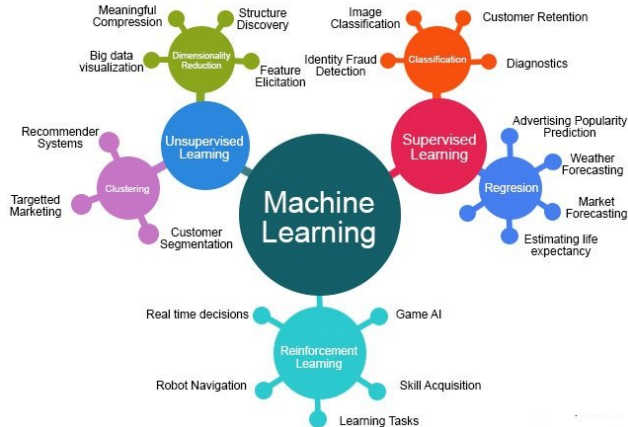 Meaningful
Compression
Structure
Discovery
Big data
visualization
Dimensionality
Reduction
Feature
Elicitation
Image
Classification
Customer Retention
Identity Fraud
Detection
Classification
Diagnostics
Unsupervised
Learning
Supervised
Learning
Recommender
Systems
Clustering
Targetted
Marketing
Customer
Segmentation
Machine
Learning
Advertising Popularity
Prediction
Weather
Forecasting
Regresion
Market
Forecasting
Estimating life
expectancy
Real time decisions
Game AI
Reinforcement
Learning
Robot Navigation
Skill Acquisition
Learning Tasks